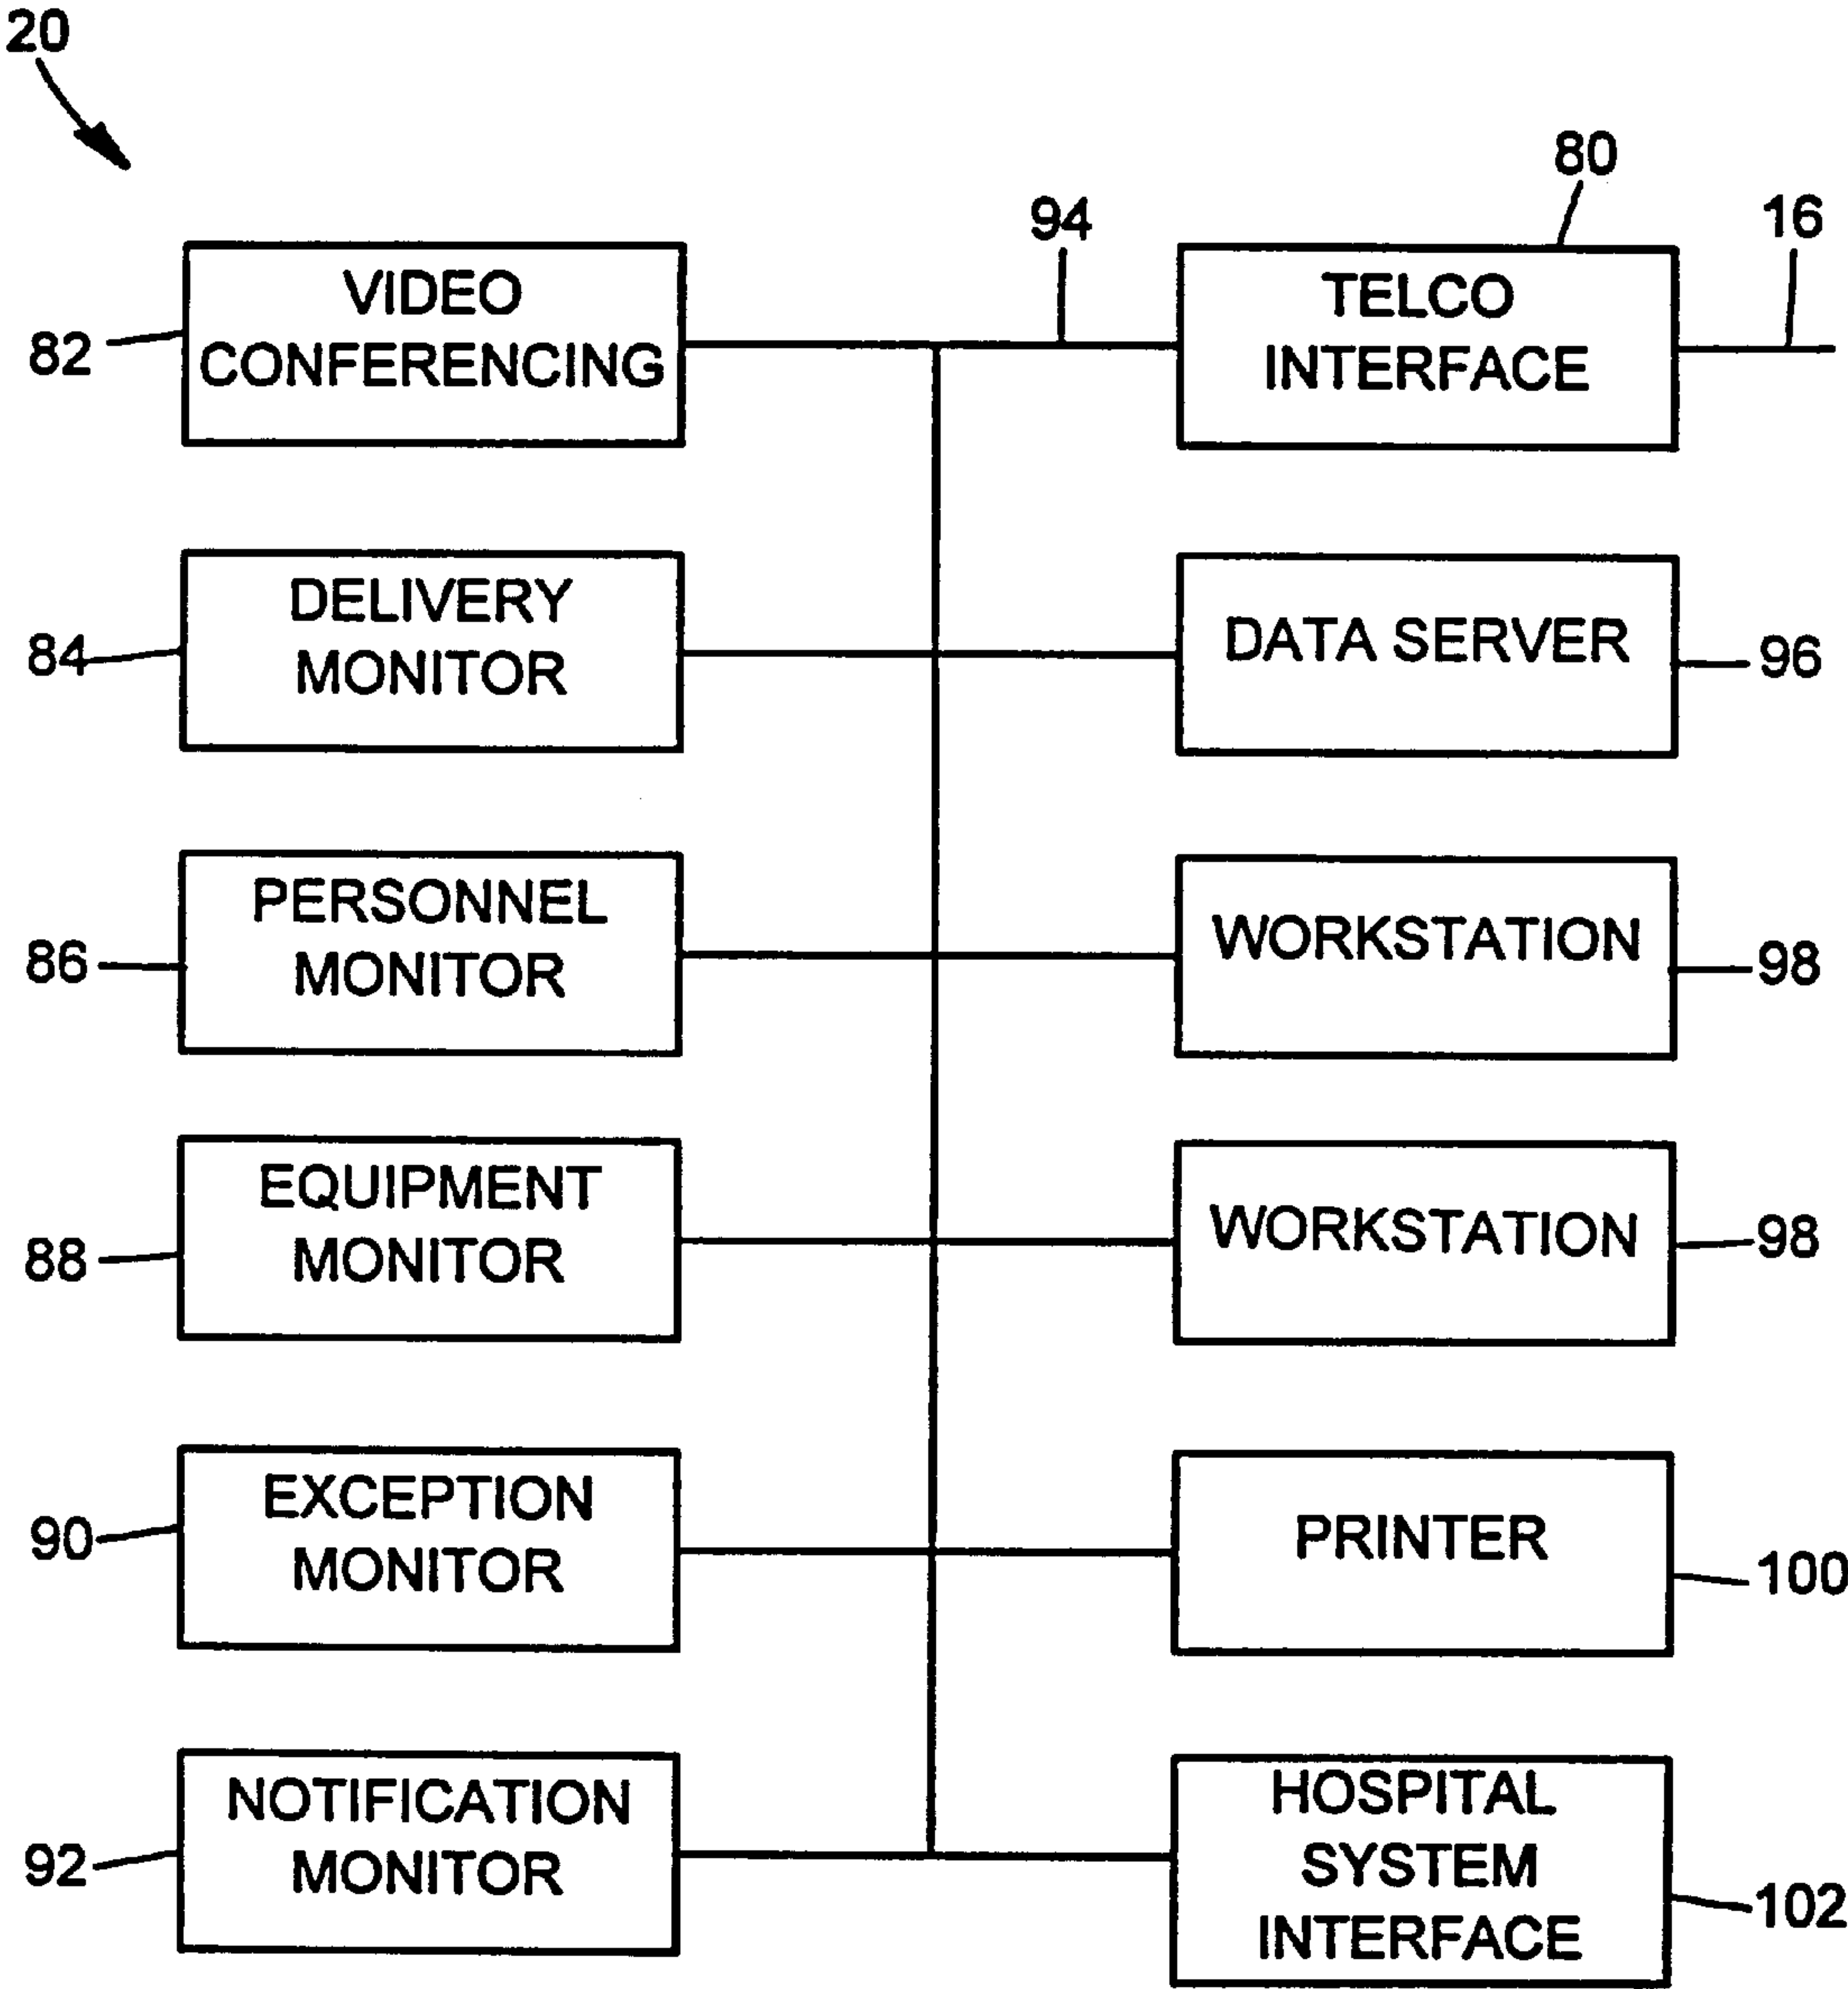 20
80
94
16
VIDEO
CONFERENCING
82
TELCO
INTERFACE
DELIVERY
MONITOR
84
DATA SERVER
96
PERSONNEL
MONITOR
86
WORKSTATION
98
EQUIPMENT
MONITOR
88
WORKSTATION
98
EXCEPTION
MONITOR
90
PRINTER
100
NOTIFICATION
MONITOR
92
HOSPITAL
SYSTEM
INTERFACE
102